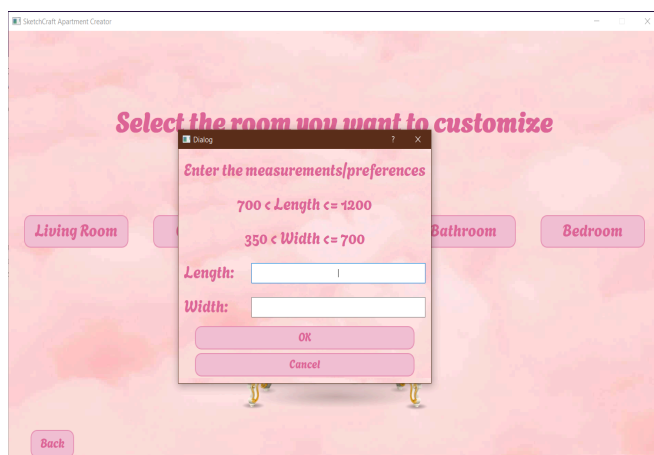 SketchCraft Apartment Creator
Select the room you want to customize
Dialog
Enter the measurements/preferences
700 < Length <= 1200
350 < Width <= 700
Living Room
Bathroom
Bedroom
Length:
Width:
OK
Cancel
Back